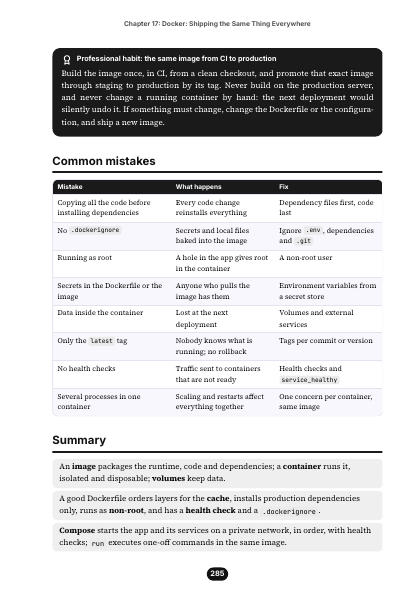 Chapter 17: Docker: Shipping the Same Thing Everywhere
Professional habit: the same image from CI to production
Build the image once, in CI, from a clean checkout, and promote that exact image
through staging to production by its tag. Never build on the production server,
and never change a running container by hand: the next deployment would
silently undo it. If something must change, change the Dockerfile or the configura-
tion, and ship a new image.
Common mistakes
Mistake What happens Fix
Copying all the code before Every code change Dependency files first, code
installing dependencies reinstalls everything last
No .dockerignore Secrets and local files Ignore .env, dependencies
baked into the image and .git
Running as root A hole in the app gives root A non-root user
in the container
Secrets in the Dockerfile or the Anyone who pulls the Environment variables from
image image has them a secret store
Data inside the container Lost at the next Volumes and external
deployment services
Only the latest tag Nobody knows what is Tags per commit or version
running; no rollback
No health checks Traffic sent to containers Health checks and
that are not ready service_healthy
Several processes in one Scaling and restarts affect One concern per container,
container everything together same image
Summary
An image packages the runtime, code and dependencies; a container runs it,
isolated and disposable; volumes keep data.
A good Dockerfile orders layers for the cache, installs production dependencies
only, runs as non-root, and has a health check and a .dockerignore.
Compose starts the app and its services on a private network, in order, with health
checks; run executes one-off commands in the same image.
285